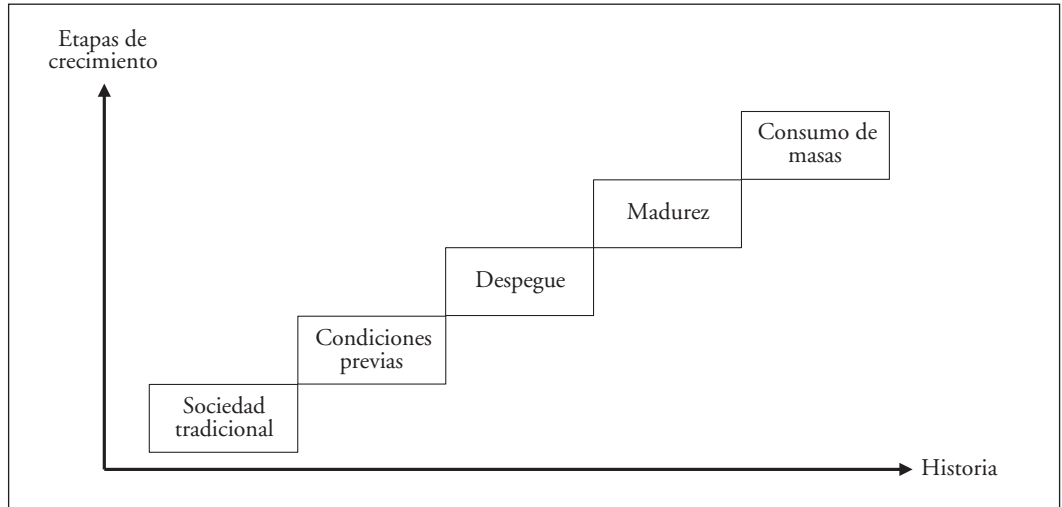 Etapas de
crecimiento
Consumo de
masas
Madurez
Despegue
Condiciones
previas
Sociedad
tradicional
Historia